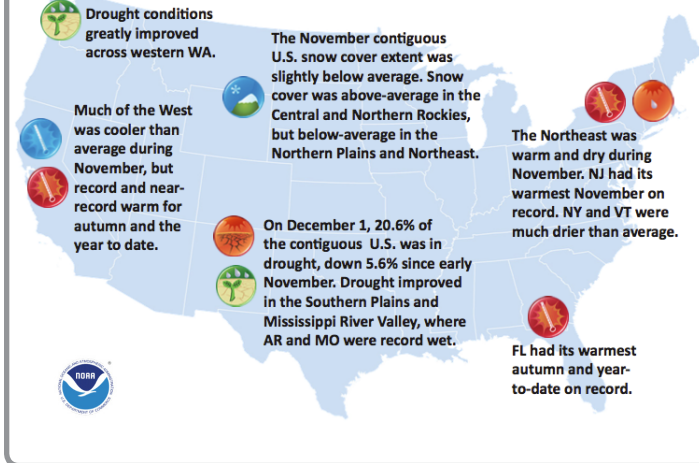 Drought conditions
greatly improved
across western WA.
The November contiguous
U.S. snow cover extent was
slightly below average. Snow
cover was above-average in the
Central and Northern Rockies,
but below-average in the
Northern Plains and Northeast.
Much of the West
was cooler than
average during
November, but
record and near-
record warm for
autumn and the
year to date.
The Northeast was
warm and dry during
November. NJ had its
warmest November on
record. NY and VT were
much drier than average.
On December 1, 20.6% of
the contiguous U.S. was in
drought, down 5.6% since early
November. Drought improved
in the Southern Plains and
Mississippi River Valley, where
AR and MO were record wet.
FL had its warmest
autumn and year-
to-date on record.
NOAA